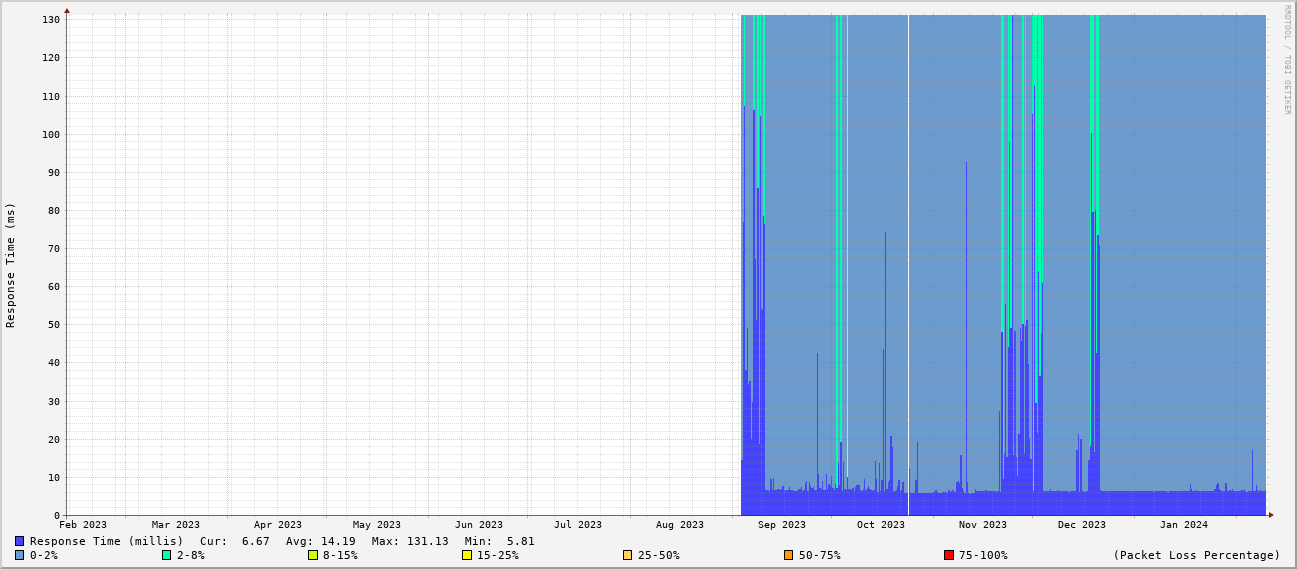 RRDTOOL / TOBI OETIKER
Response Time (ms)
130
120
110
100
90
80
70
60
50
40
30
20
10
0
Feb 2023 Mar 2023 Apr 2023 May 2023 Jun 2023 Jul 2023 Aug 2023 Sep 2023 Oct 2023 Nov 2023 Dec 2023 Jan 2024
Response Time (millis) Cur: 6.67 Avg: 14.19 Max: 131.13 Min: 5.81
0-2% 2-8% 8-15% 15-25% 25-50% 50-75% 75-100% (Packet Loss Percentage)